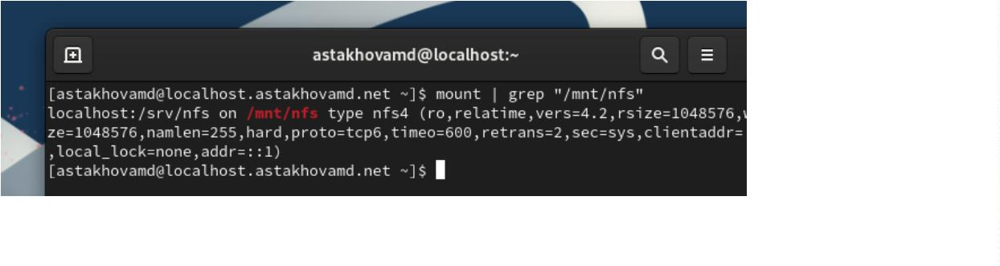 astakhovamd@localhost:~
[astakhovamd@localhost.astakhovamd.net ~]$ mount | grep "/mnt/nfs"
localhost:/srv/nfs on /mnt/nfs type nfs4 (ro,relatime,vers=4.2,rsize=1048576,
ze=1048576,namlen=255,hard,proto=tcp6,timeo=600,retrans=2,sec=sys,clientaddr=
,local_lock=none,addr=::1)
[astakhovamd@localhost.astakhovamd.net ~]$